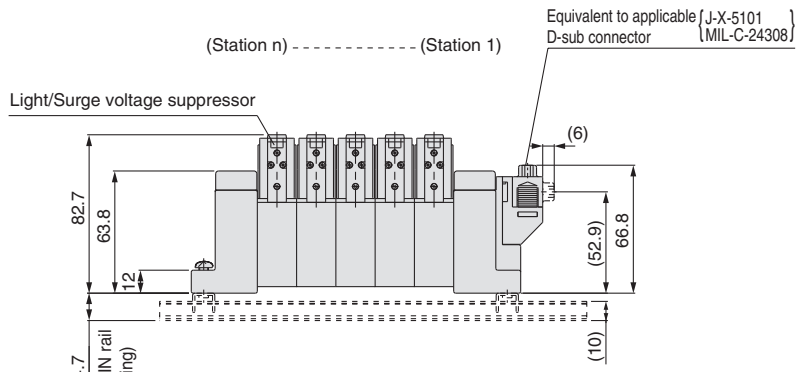 Equivalent to applicable {J-X-5101}
D-sub connector {MIL-C-24308}
(Station n) (Station 1)
Light/Surge voltage suppressor
(6)
82.7
63.8
12
(52.9)
66.8
(10)